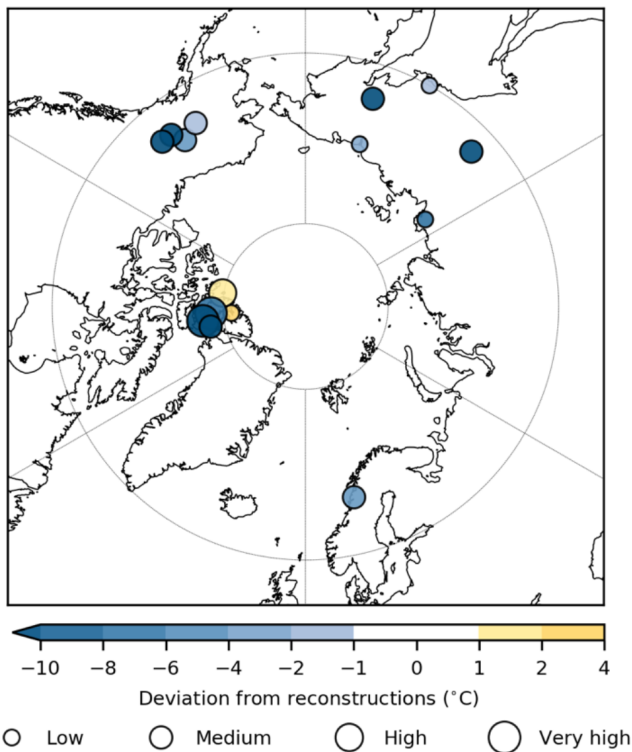 −10 −8 −6 −4 −2 −1 0 1 2 4
Deviation from reconstructions (°C)
Low Medium High Very high